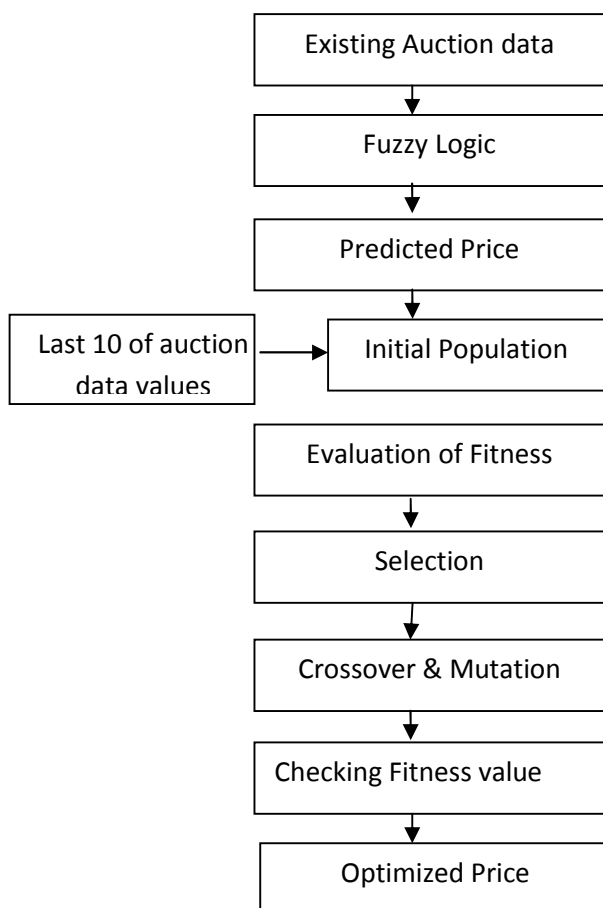 Existing Auction data
Fuzzy Logic
Predicted Price
Last 10 of auction
data values
Initial Population
Evaluation of Fitness
Selection
Crossover & Mutation
Checking Fitness value
Optimized Price